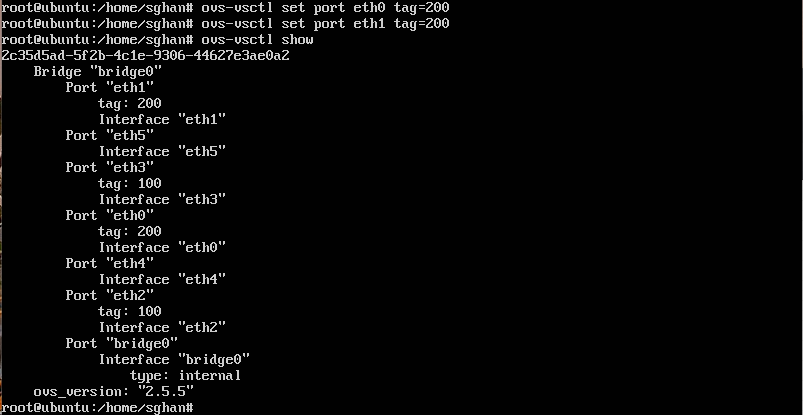 root@ubuntu:/home/sghan# ovs-vsctl set port eth0 tag=200
root@ubuntu:/home/sghan# ovs-vsctl set port eth1 tag=200
root@ubuntu:/home/sghan# ovs-vsctl show
2c35d5ad-5f2b-4c1e-9306-44627e3ae0a2
    Bridge "bridge0"
        Port "eth1"
            tag: 200
            Interface "eth1"
        Port "eth5"
            Interface "eth5"
        Port "eth3"
            tag: 100
            Interface "eth3"
        Port "eth0"
            tag: 200
            Interface "eth0"
        Port "eth4"
            Interface "eth4"
        Port "eth2"
            tag: 100
            Interface "eth2"
        Port "bridge0"
            Interface "bridge0"
                type: internal
    ovs_version: "2.5.5"
root@ubuntu:/home/sghan#